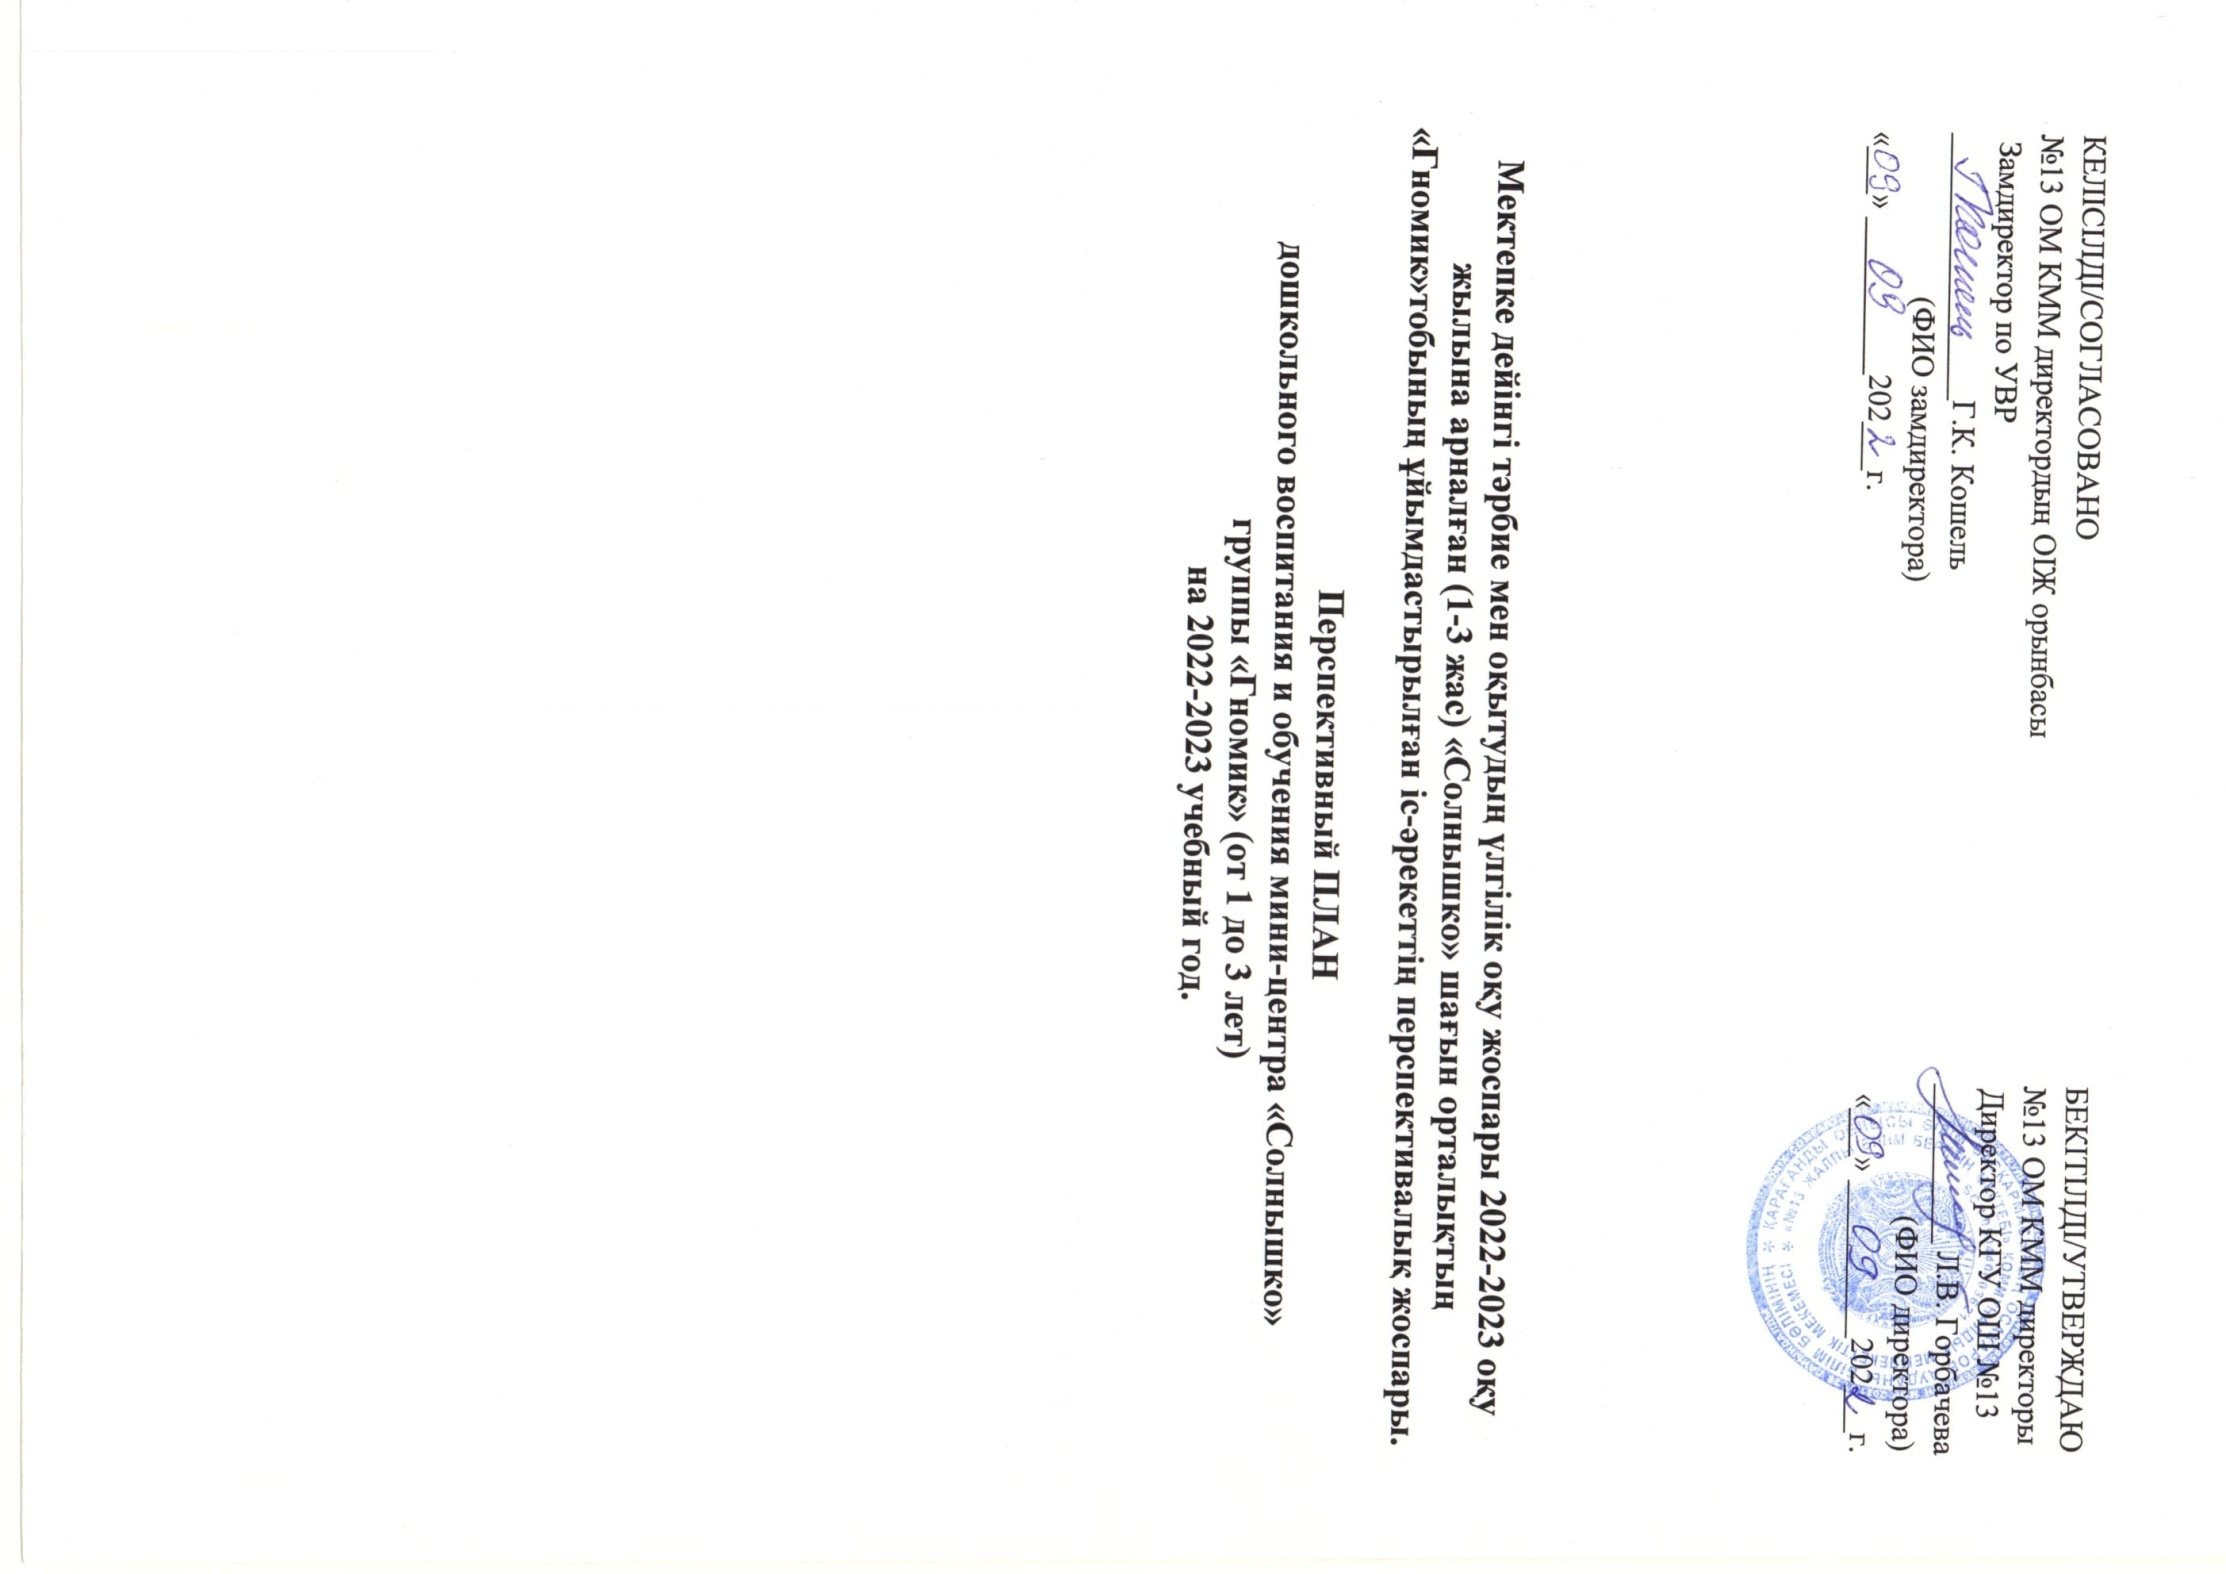 КЕЛІСІЛДІ/СОГЛАСОВАНО
№13 ОМ КММ директордың ОІЖ орынбасы
Замдиректор по УВР
Г.К. Кошель
(ФИО замдиректора)
«09» 09 2022 г.
БЕКІТІЛДІ/УТВЕРЖДАЮ
№13 ОМ КММ директоры
Директор КГУ ОШ №13
Л.В. Горбачева
(ФИО директора)
«09» 09 2022 г.
Мектепке дейінгі тәрбие мен оқытудың үлгілік оқу жоспары 2022-2023 оқу
жылына арналған (1-3 жас) «Солнышко» шағын орталықтың
«Гномик»тобының ұйымдастырылған іс-әрекеттің перспективалық жоспары.
Перспективный ПЛАН
дошкольного воспитания и обучения мини-центра «Солнышко»
группы «Гномик» (от 1 до 3 лет)
на 2022-2023 учебный год.